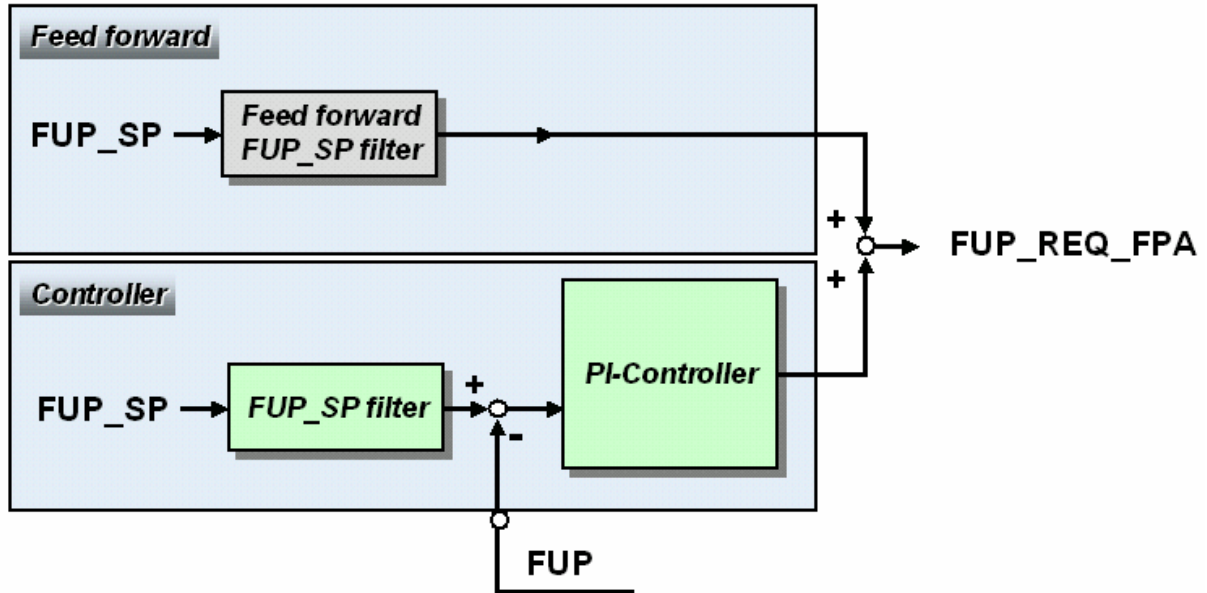 Feed forward
FUP_SP
Feed forward
FUP_SP filter
+
FUP_REQ_FPA
+
Controller
FUP_SP
FUP_SP filter
+
-
PI-Controller
FUP